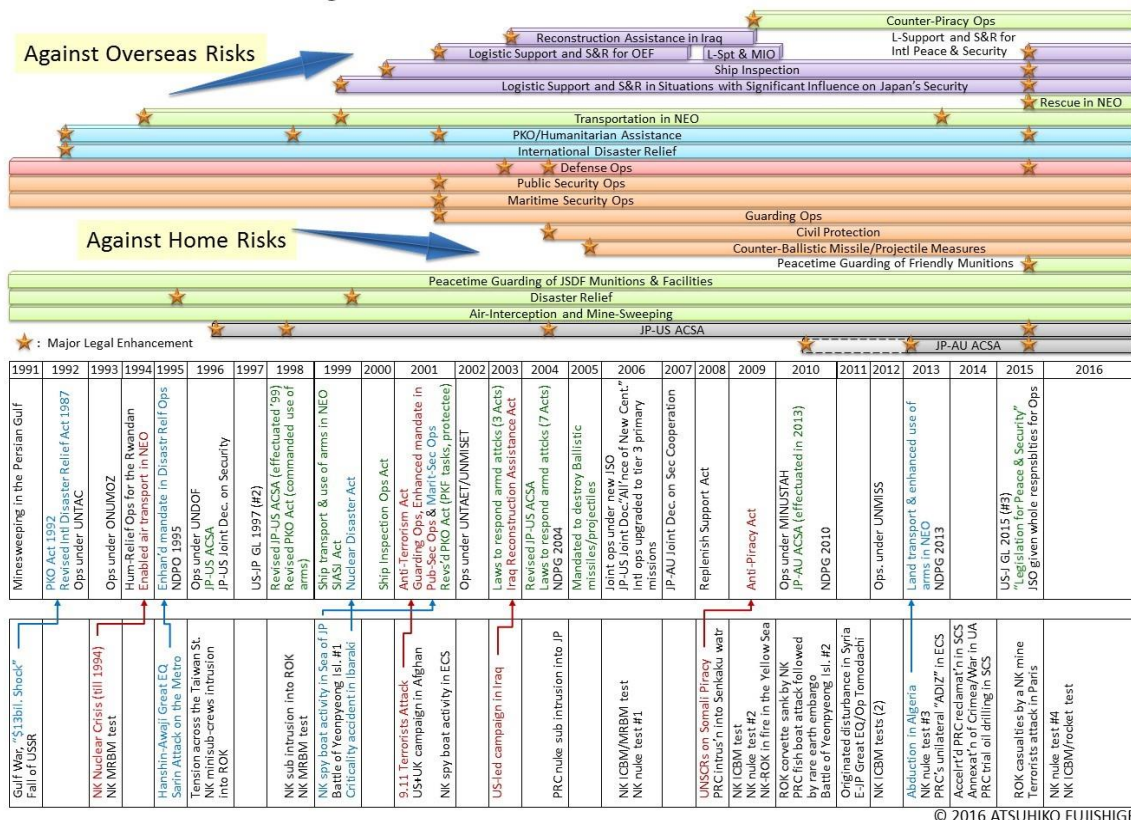 Against Overseas Risks
Counter-Piracy Ops
Reconstruction Assistance in Iraq
L-Support and S&R for
Intl Peace & Security
Logistic Support and S&R for OEF
L-Spt & MIO
Ship Inspection
Logistic Support and S&R in Situations with Significant Influence on Japan's Security
Rescue in NEO
Transportation in NEO
PKO/Humanitarian Assistance
International Disaster Relief
Defense Ops
Public Security Ops
Maritime Security Ops
Guarding Ops
Against Home Risks
Civil Protection
Counter-Ballistic Missile/Projectile Measures
Peacetime Guarding of Friendly Munitions
Peacetime Guarding of JSDF Munitions & Facilities
Disaster Relief
Air-Interception and Mine-Sweeping
JP-US ACSA
: Major Legal Enhancement
JP-AU ACSA
1991 1992 1993 1994 1995 1996 1997 1998 1999 2000 2001 2002 2003 2004 2005 2006 2007 2008 2009 2010 2011 2012 2013 2014 2015 2016
Minesweeping in the Persian Gulf
PKO Act 1992
Revised Intl Disaster Relief Act 1987
Ops under UNTAC
Ops under ONUMOZ
Hum-Relief Ops for the Rwandan
Enabled air transport in NEO
Enhan'd mandate in Disastr Relf Ops
NDPO 1995
Ops under UNDOF
JP-US ACSA
JP-US Joint Dec. on Security
US-JP GL 1997 (#2)
Revised JP-US ACSA (effectuated '99)
Revised PKO Act (commanded use of
arms)
Ship transport & use of arms in NEO
SIASJ Act
Nuclear Disaster Act
Ship Inspection Ops Act
Anti-Terrorism Act
Guarding Ops, Enhanced mandate in
Pub-Sec Ops & Marit-Sec Ops
Revs'd PKO Act (PKF tasks, protectee)
Ops under UNTAET/UNMISET
Laws to respond armd attcks (3 Acts)
Iraq Reconstruction Assistance Act
Revised JP-US ACSA
Laws to respond armd attcks (7 Acts)
NDPG 2004
Mandated to destroy Ballistic
missiles/projectiles
Joint ops under new JSO
JP-US Joint Doc."All'nce of New Cent."
Intl ops upgraded to tier 3 primary
missions
JP-AU Joint Dec. on Sec Cooperation
Replenish Support Act
Anti-Piracy Act
Ops under MINUSTAH
JP-AU ACSA (effectuated in 2013)
NDPG 2010
Ops. under UNMISS
Land transport & enhanced use of
arms in NEO
NDPG 2013
US-J GL 2015 (#3)
"Legislation for Peace & Security"
JSO given whole respnsblties for Ops
Gulf War, "$13bil. Shock"
Fall of USSR
NK Nuclear Crisis (till 1994)
NK MRBM test
Hanshin-Awaji Great EQ
Sarin Attack on the Metro
Tension across the Taiwan St.
NK minisub-crews intrusion
into ROK
NK sub intrusion into ROK
NK MRBM test
NK spy boat activity in Sea of JP
Battle of Yeonpyeong Isl. #1
Criticality accident in Ibaraki
9.11 Terrorists Attack
US+UK campaign in Afghan
NK spy boat activity in ECS
US-led campaign in Iraq
PRC nuke sub intrusion into JP
NK ICBM/MRBM test
NK nuke test #1
UNSCRs on Somali Piracy
PRC intrus'n into Senkaku watr
NK ICBM test
NK nuke test #2
N-ROK in fire in the Yellow Sea
ROK corvette sank by NK
PRC fish boat attack followed
by rare earth embargo
Battle of Yeonpyeong Isl. #2
Originated disturbance in Syria
E-JP Great EQ/Op Tomodachi
NK ICBM tests (2)
Abduction in Algeria
NK nuke test #3
PRC's unilateral "ADIZ" in ECS
PRC reclamat'n in SCS
Annexat'n of Crimea/War in UA
PRC trial oil drilling in SCS
ROK casualties by a NK mine
Terrorists attack in Paris
NK nuke test #4
NK ICBM/rocket test
© 2016 ATSUHIKO FUJISHIGE